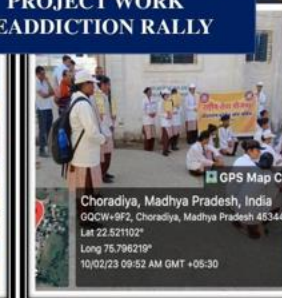 PROJECT WORK
EADDICTION RALLY
GPS Map C
Choradiya, Madhya Pradesh, India
GQCW+9F2, Choradiya, Madhya Pradesh 45344
Lat 22.521102°
Long 75.796219°
10/02/23 09:52 AM GMT +05:30